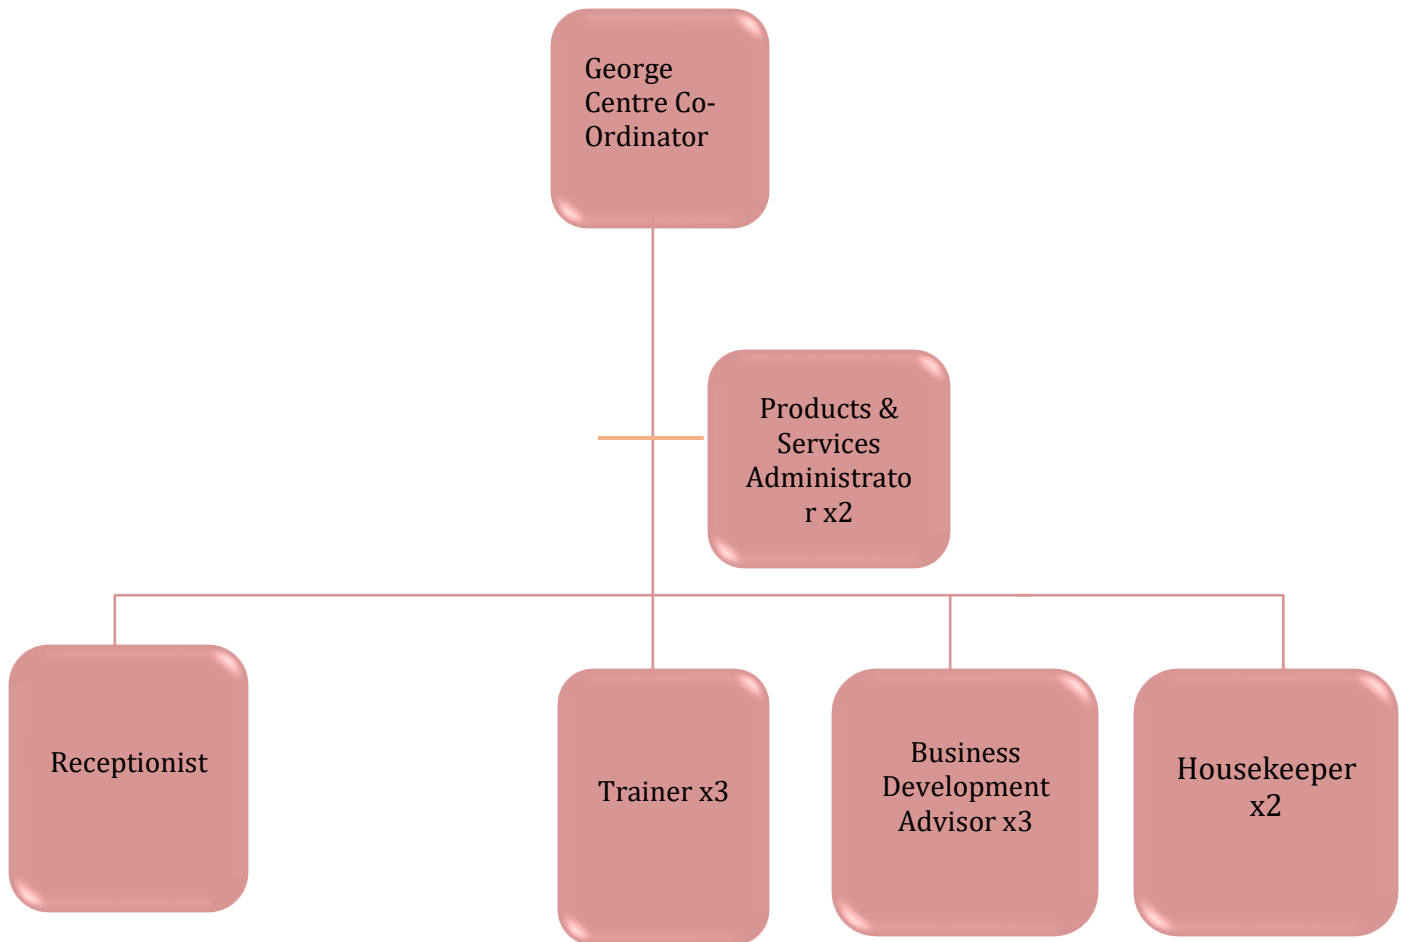 George
Centre Co-
Ordinator
Products &
Services
Administrato
r x2
Receptionist
Trainer x3
Business
Development
Advisor x3
Housekeeper
x2